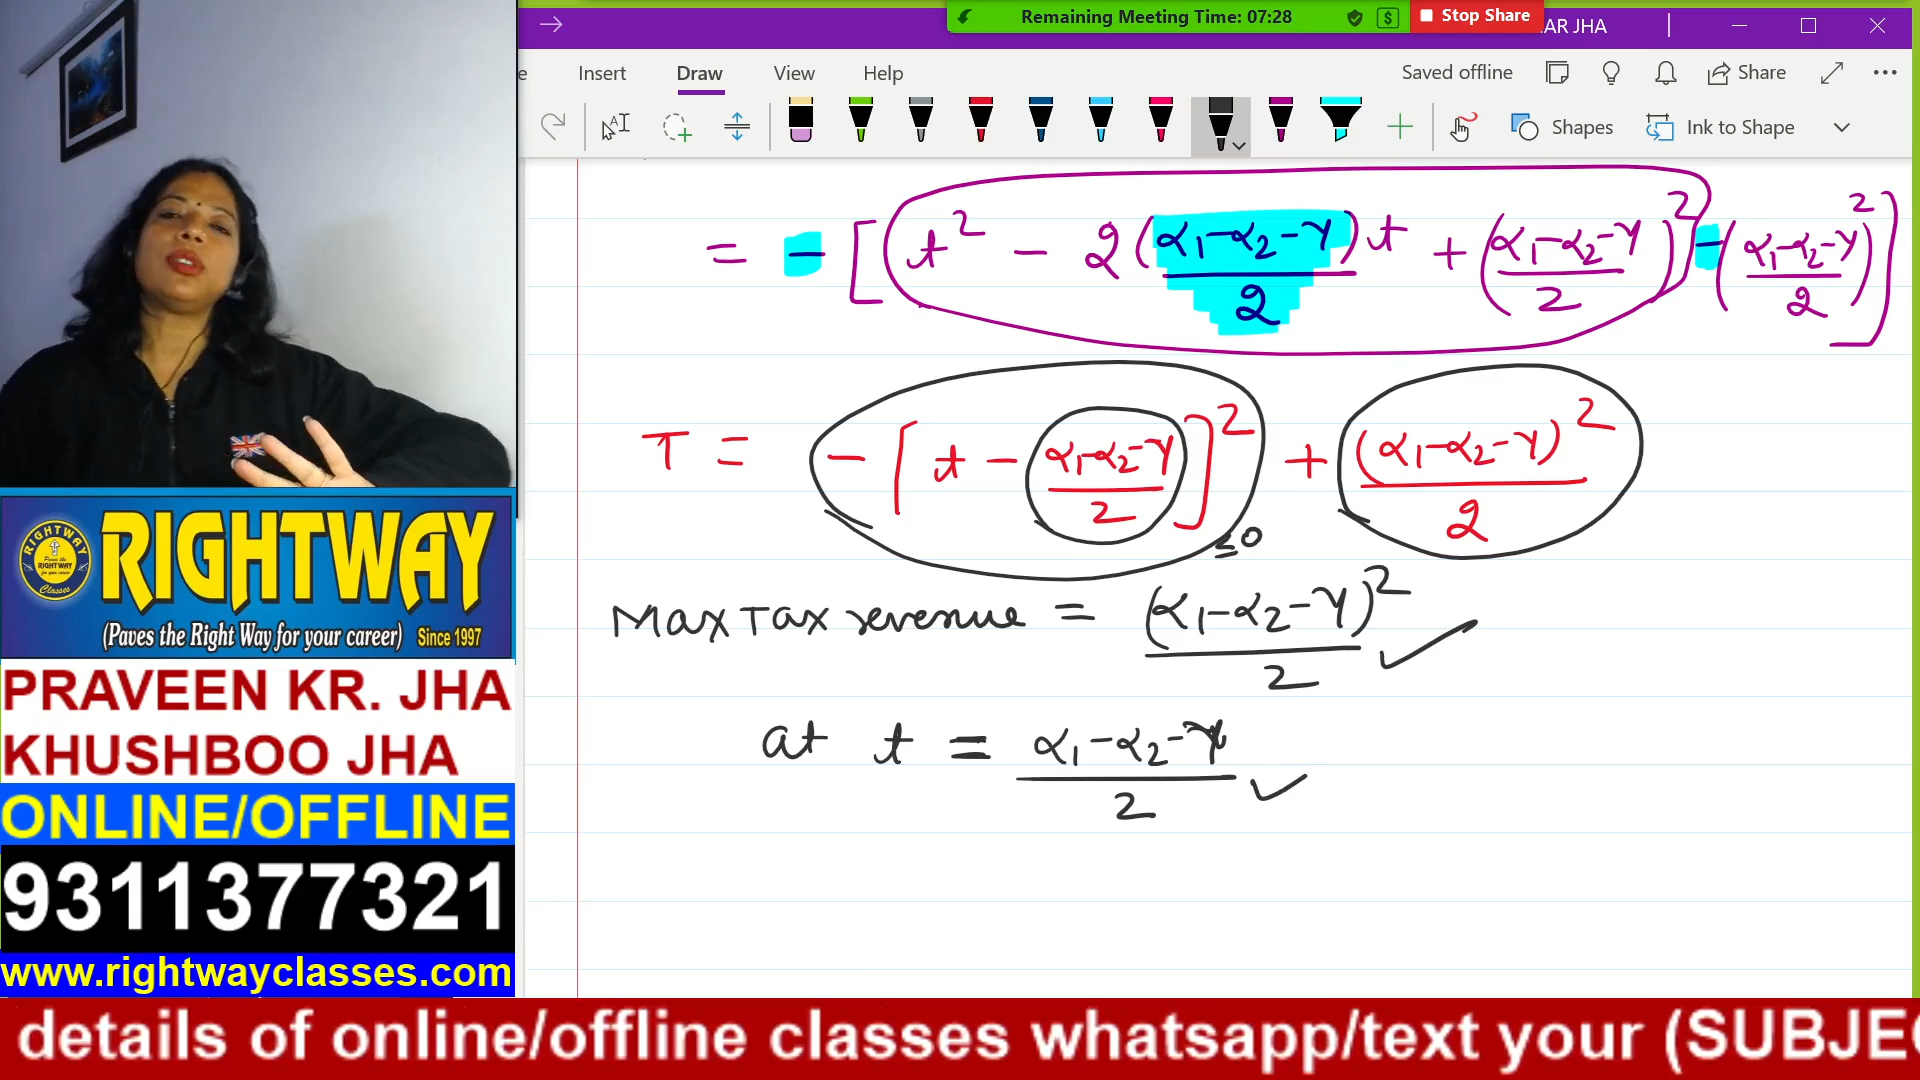 Remaining Meeting Time: 07:28
Stop Share
AR JHA
Insert Draw View Help
Saved offline
Share
Shapes
Ink to Shape
= - [ t² - 2 (α₁-α₂-γ)/2 t + ((α₁-α₂-γ)/2)² - ((α₁-α₂-γ)/2)² ]
T = - [ t - (α₁-α₂-γ)/2 ]² + (α₁-α₂-γ)²/2
≤0
Max Tax revenue = (α₁-α₂-γ)²/2 ✓
at t = (α₁-α₂-γ)/2 ✓
RIGHTWAY
RIGHTWAY
Classes
(Paves the Right Way for your career) Since 1997
PRAVEEN KR. JHA
KHUSHBOO JHA
ONLINE/OFFLINE
9311377321
www.rightwayclasses.com
details of online/offline classes whatsapp/text your (SUBJE